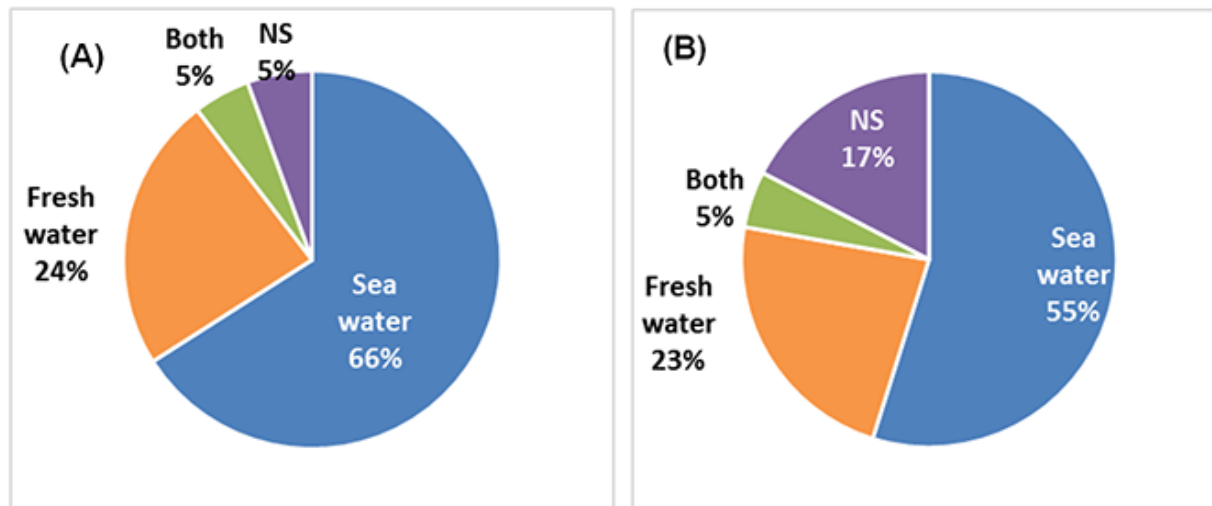 (A)
Both
5%
NS
5%
Fresh
water
24%
Sea
water
66%
(B)
NS
17%
Both
5%
Fresh
water
23%
Sea
water
55%